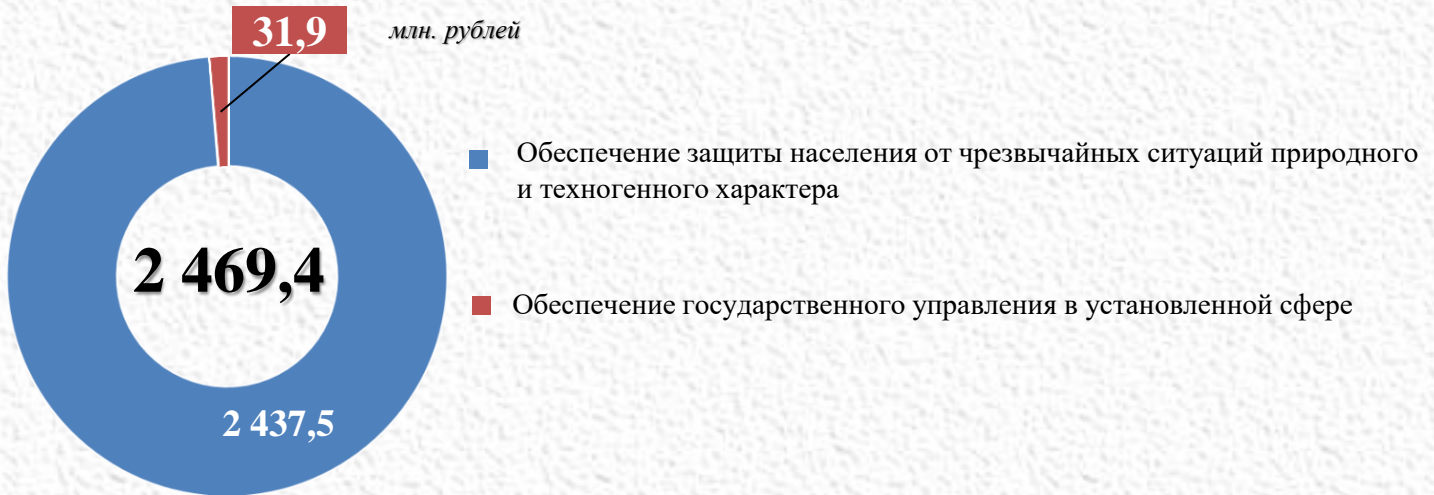 31,9
млн. рублей
Обеспечение защиты населения от чрезвычайных ситуаций природного
и техногенного характера
2 469,4
Обеспечение государственного управления в установленной сфере
2 437,5